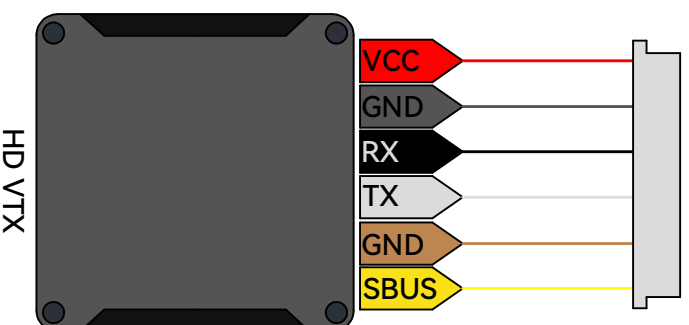 HD VTX
VCC
GND
RX
TX
GND
SBUS